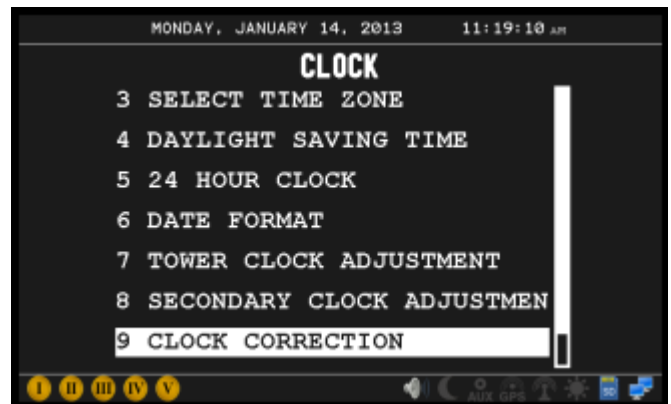 MONDAY, JANUARY 14, 2013 11:19:10 AM
CLOCK
3 SELECT TIME ZONE
4 DAYLIGHT SAVING TIME
5 24 HOUR CLOCK
6 DATE FORMAT
7 TOWER CLOCK ADJUSTMENT
8 SECONDARY CLOCK ADJUSTMEN
9 CLOCK CORRECTION
I II III IV V AUX GPS SD